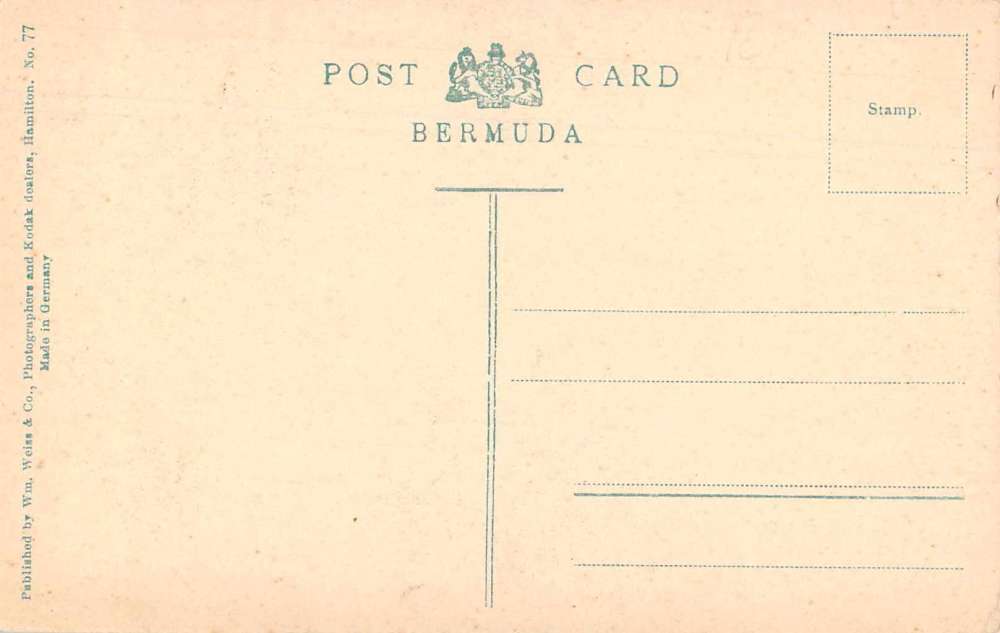 POST CARD
BERMUDA
Stamp.
Published by Wm. Weiss & Co., Photographers and Kodak dealers, Hamilton. No. 77
Made in Germany